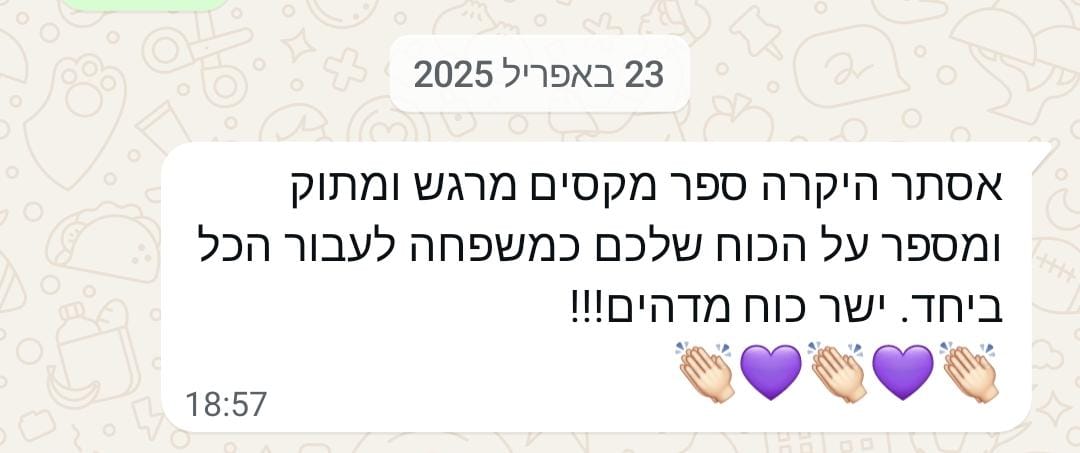 23 באפריל 2025
אסתר היקרה ספר מקסים מרגש ומתוק
ומספר על הכוח שלכם כמשפחה לעבור הכל
ביחד. ישר כוח מדהים!!!
👏🏻💜👏🏻💜👏🏻
18:57